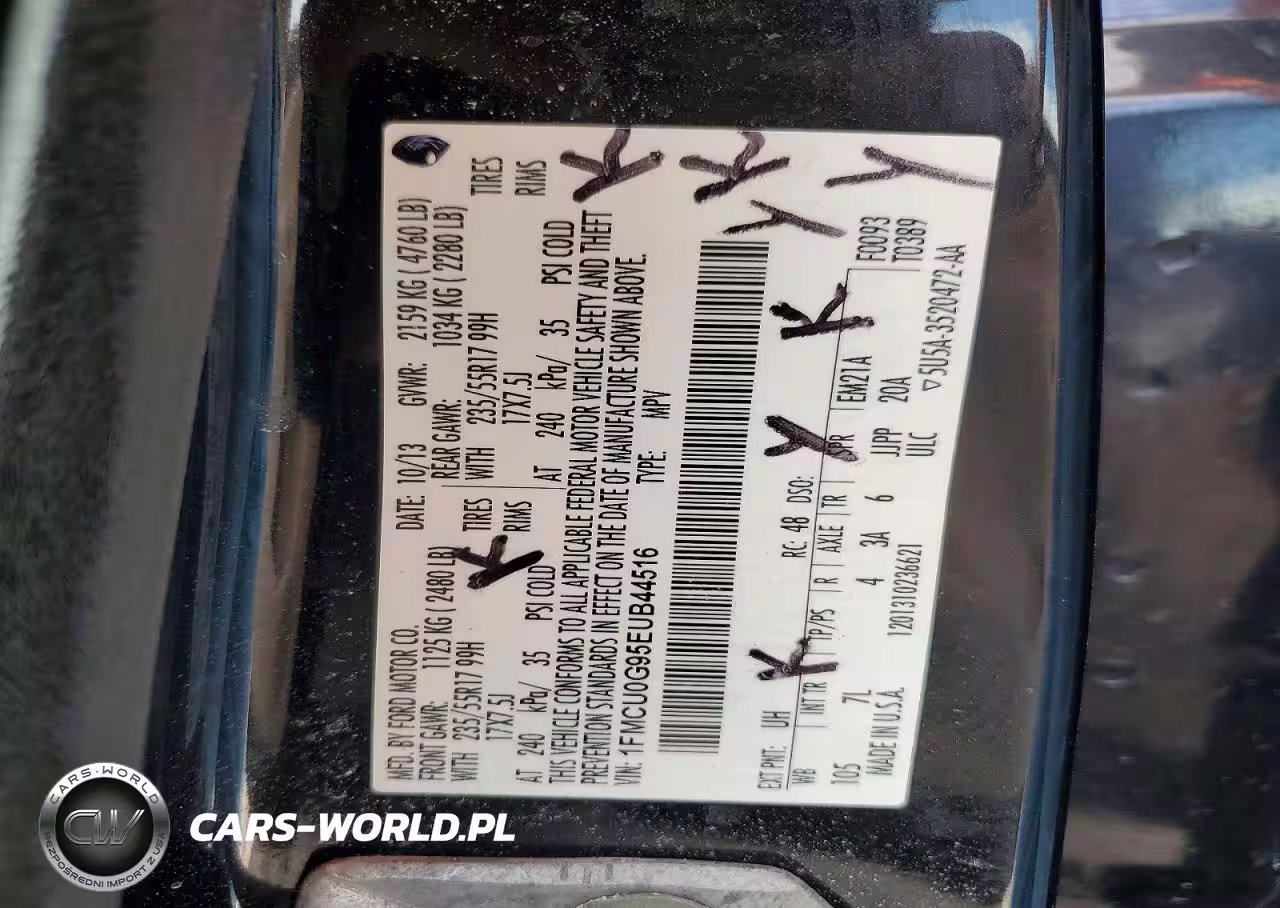 MFD. BY FORD MOTOR CO.
DATE: 10/13 GVWR: 2159 KG ( 4760 LB)
FRONT GAWR: 1125 KG ( 2480 LB)
REAR GAWR: 1034 KG ( 2280 LB)
WITH 235/55R17 99H TIRES
WITH 235/55R17 99H TIRES
17X7.5J RIMS
17X7.5J RIMS
AT 240 kPa/ 35 PSI COLD
AT 240 kPa/ 35 PSI COLD
THIS VEHICLE CONFORMS TO ALL APPLICABLE FEDERAL MOTOR VEHICLE SAFETY AND THEFT
PREVENTION STANDARDS IN EFFECT ON THE DATE OF MANUFACTURE SHOWN ABOVE.
VIN: 1FMCU0G95EUB44516 TYPE: MPV
EXT PNT: UH RC: 48 DSO: F0093
WB INT TR TP/PS R AXLE TR SPR EM21A T0389
105 7L 4 3A 6 JJPP 20A
MADE IN U.S.A. 1201310236621 ULC ▽5U5A-3520472-AA
K K K Y Y K Y K
CARS-WORLD
CW
BEZPOŚREDNI IMPORT Z USA
CARS-WORLD.PL